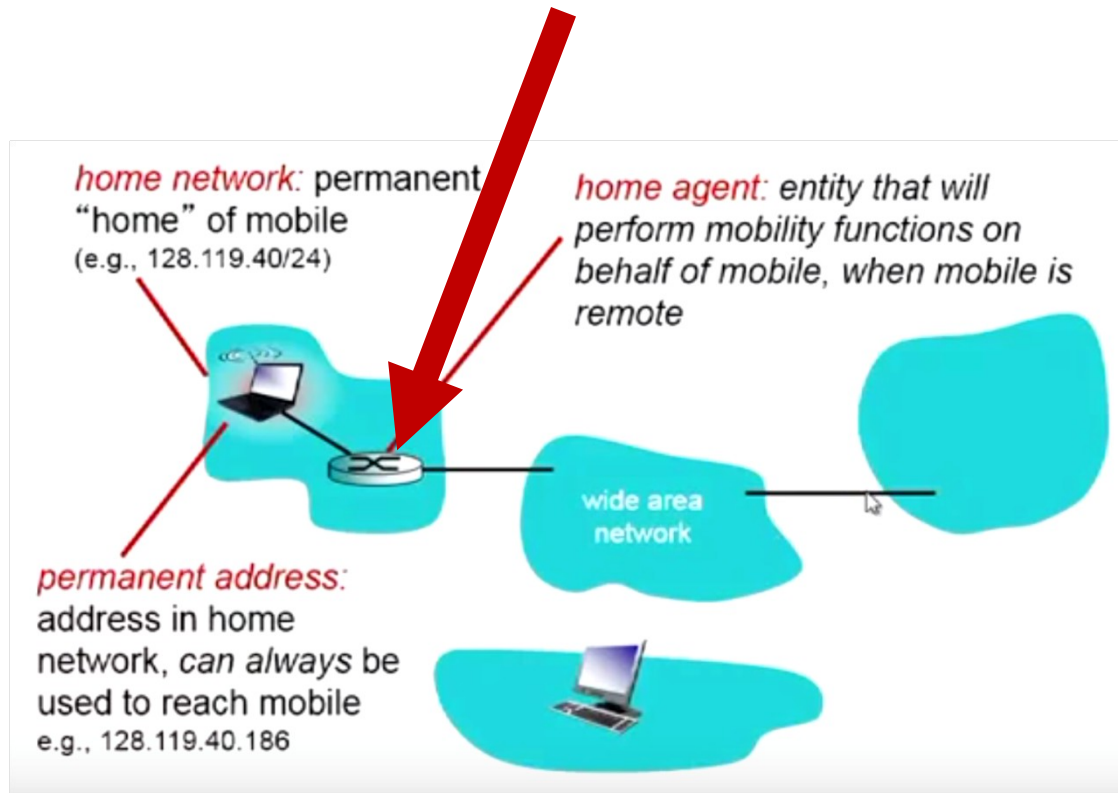 home network: permanent
“home” of mobile
(e.g., 128.119.40/24)
home agent: entity that will
perform mobility functions on
behalf of mobile, when mobile is
remote
wide area
network
permanent address:
address in home
network, can always be
used to reach mobile
e.g., 128.119.40.186